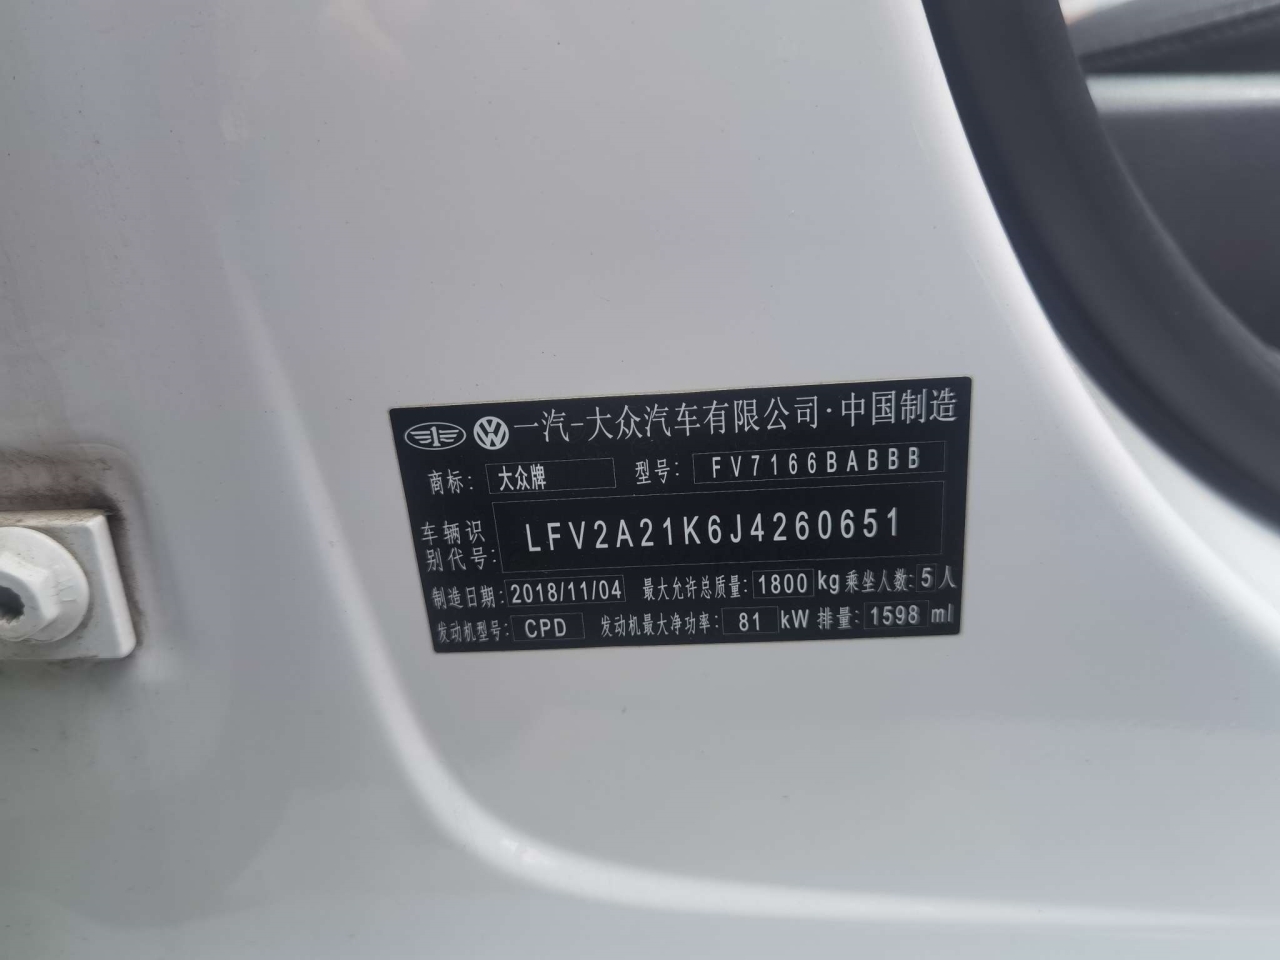 一汽-大众汽车有限公司·中国制造
商标: 大众牌 型号: FV7166BABBB
车辆识别代号: LFV2A21K6J4260651
制造日期: 2018/11/04 最大允许总质量: 1800 kg 乘坐人数: 5 人
发动机型号: CPD 发动机最大净功率: 81 kW 排量: 1598 ml